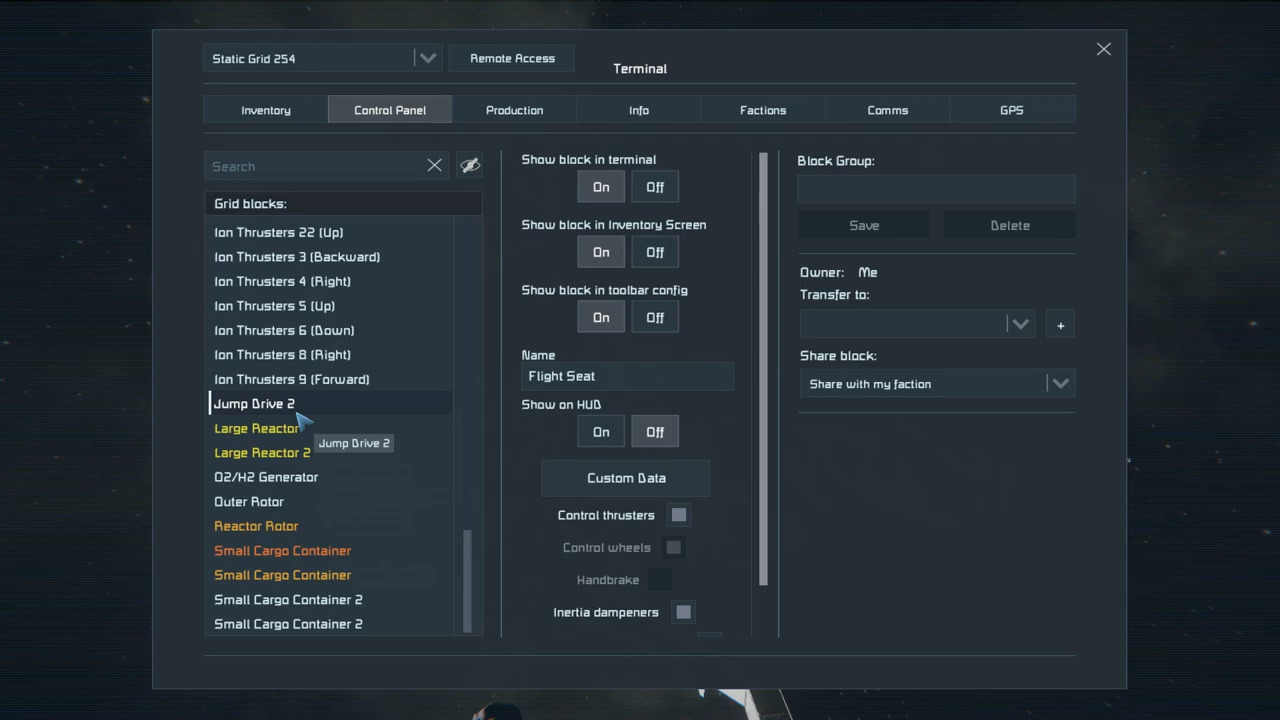 Static Grid 254
Remote Access
Terminal
Inventory
Control Panel
Production
Info
Factions
Comms
GPS
Search
Grid blocks:
Ion Thrusters 22 (Up)
Ion Thrusters 3 (Backward)
Ion Thrusters 4 (Right)
Ion Thrusters 5 (Up)
Ion Thrusters 6 (Down)
Ion Thrusters 8 (Right)
Ion Thrusters 9 (Forward)
Jump Drive 2
Large Reactor
Jump Drive 2
Large Reactor 2
O2/H2 Generator
Outer Rotor
Reactor Rotor
Small Cargo Container
Small Cargo Container
Small Cargo Container 2
Small Cargo Container 2
Show block in terminal
On Off
Show block in Inventory Screen
On Off
Show block in toolbar config
On Off
Name
Flight Seat
Show on HUD
On Off
Custom Data
Control thrusters
Control wheels
Handbrake
Inertia dampeners
Block Group:
Save
Delete
Owner: Me
Transfer to:
+
Share block:
Share with my faction